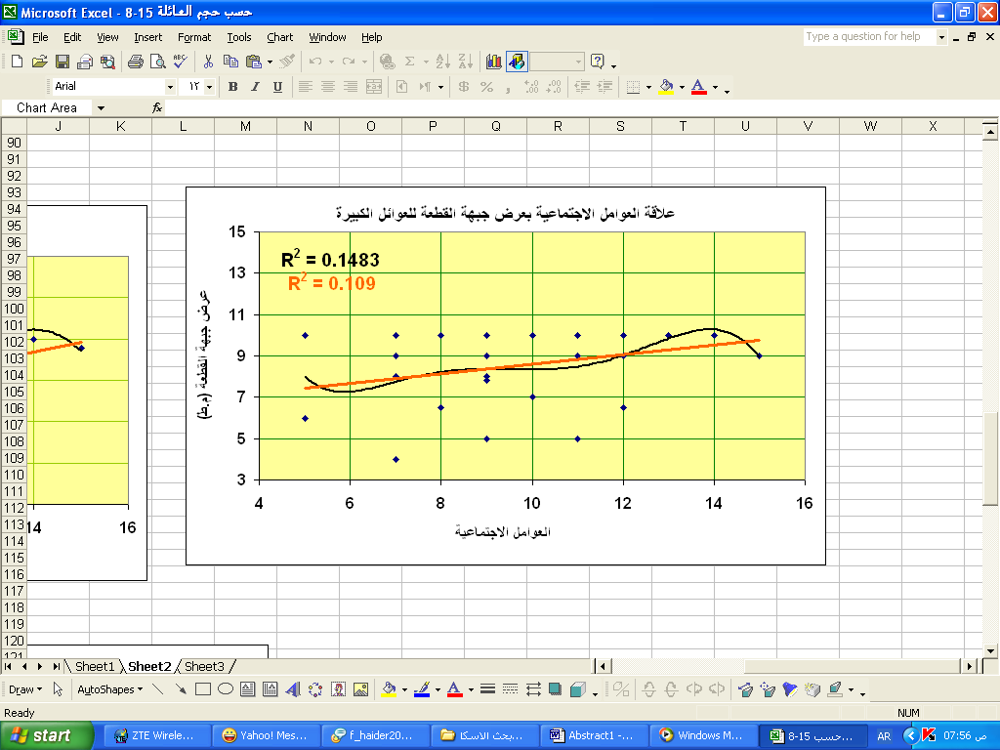 Microsoft Excel - 8-15 حسب حجم العائلة
File Edit View Insert Format Tools Chart Window Help
Type a question for help
Arial ١٢ B I U
Chart Area fx
J K L M N O P Q R S T U V W X
90
91
92
93
94
95
96
97
98
99
100
101
102
103
104
105
106
107
108
109
110
111
112
113
114
115
116
117
118
119
120
121
14 16
علاقة العوامل الاجتماعية بعرض جبهة القطعة للعوائل الكبيرة
R2 = 0.1483
R2 = 0.109
عرض جبهة القطعة (م.ط)
15
13
11
9
7
5
3
4 6 8 10 12 14 16
العوامل الاجتماعية
Sheet1 Sheet2 Sheet3
Draw AutoShapes
Ready NUM
start ZTE Wirele... Yahoo! Mes... f_haider20... بحث الاسكا... Abstract1 -... Windows M... 8-15 حسب... AR 07:56 ص